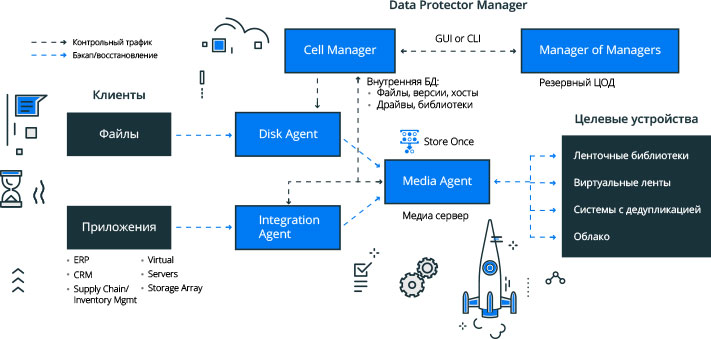 Data Protector Manager
Контрольный трафик
Бэкап/восстановление
Cell Manager
GUI or CLI
Manager of Managers
Внутренняя БД:
• Файлы, версии, хосты
• Драйвы, библиотеки
Резервный ЦОД
Клиенты
Файлы
Disk Agent
Store Once
Целевые устройства
Ленточные библиотеки
Виртуальные ленты
Системы с дедупликацией
Облако
Media Agent
Медиа сервер
Приложения
Integration
Agent
• ERP
• CRM
• Supply Chain/
Inventory Mgmt
• Virtual
• Servers
• Storage Array